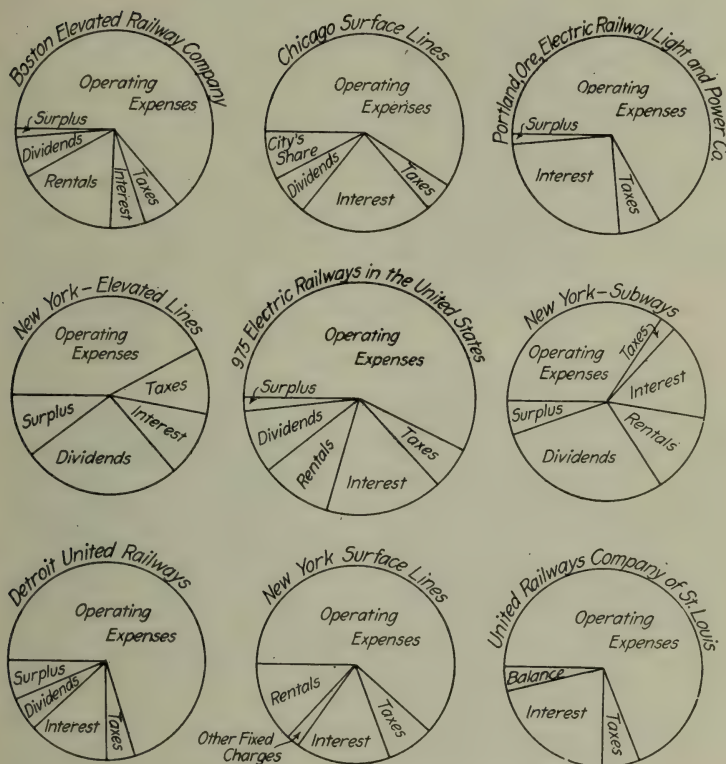 Boston Elevated Railway Company
Operating
Expenses
Surplus
Dividends
Rentals
Interest
Taxes
Chicago Surface Lines
Operating
Expenses
City's
Share
Dividends
Interest
Taxes
Portland, Ore., Electric Railway Light and Power Co.
Operating
Expenses
Surplus
Interest
Taxes
New York - Elevated Lines
Operating
Expenses
Taxes
Interest
Surplus
Dividends
975 Electric Railways in the United States
Operating
Expenses
Surplus
Dividends
Rentals
Interest
Taxes
New York - Subways
Operating
Expenses
Taxes
Interest
Rentals
Surplus
Dividends
Detroit United Railways
Operating
Expenses
Surplus
Dividends
Interest
Taxes
New York Surface Lines
Operating
Expenses
Rentals
Other Fixed
Charges
Interest
Taxes
United Railways Company of St. Louis
Operating
Expenses
Balance
Interest
Taxes